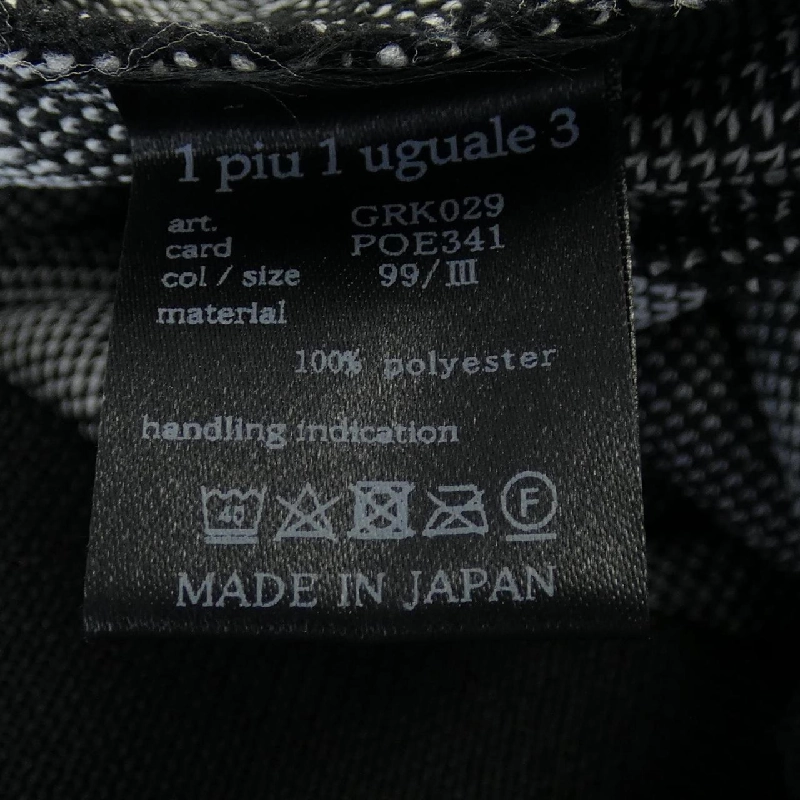 1 piu 1 uguale 3
art. GRK029
card POE341
col / size 99/III
material
100% polyester
handling indication
40 F
MADE IN JAPAN